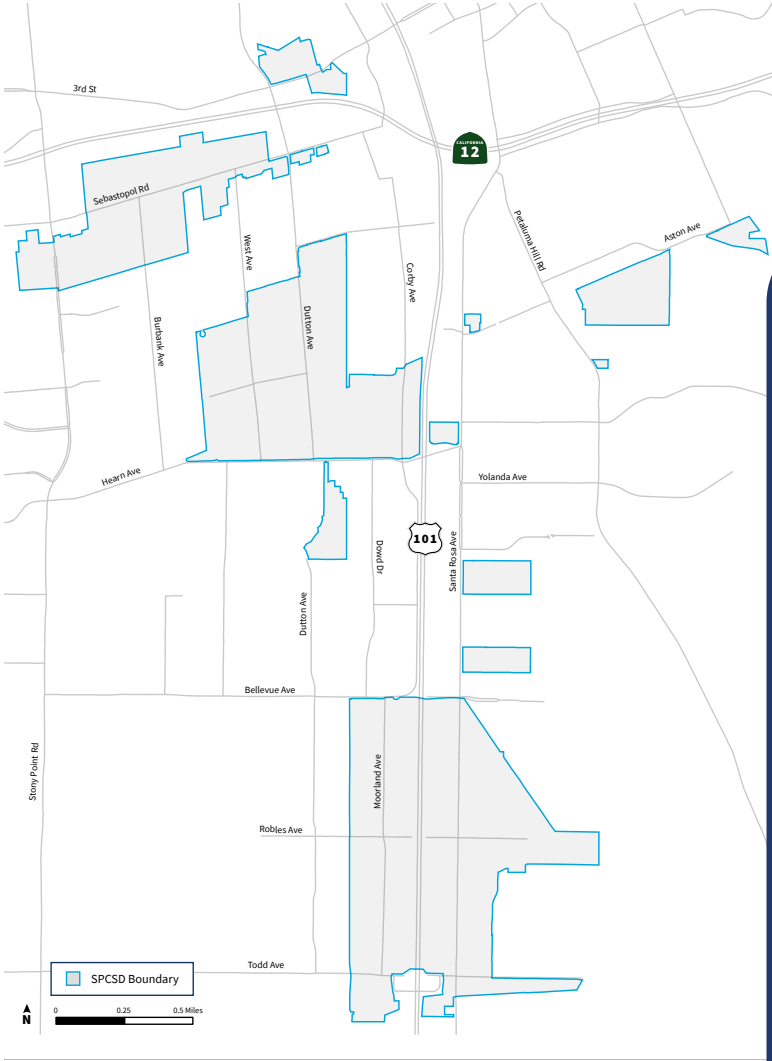 3rd St
CALIFORNIA
12
Sebastopol Rd
Petaluma Hill Rd
Aston Ave
West Ave
Corby Ave
Dutton Ave
Burbank Ave
Hearn Ave
Yolanda Ave
101
Santa Rosa Ave
Dowd Dr
Dutton Ave
Bellevue Ave
Stony Point Rd
Moorland Ave
Robles Ave
Todd Ave
SPCSD Boundary
N
0 0.25 0.5 Miles